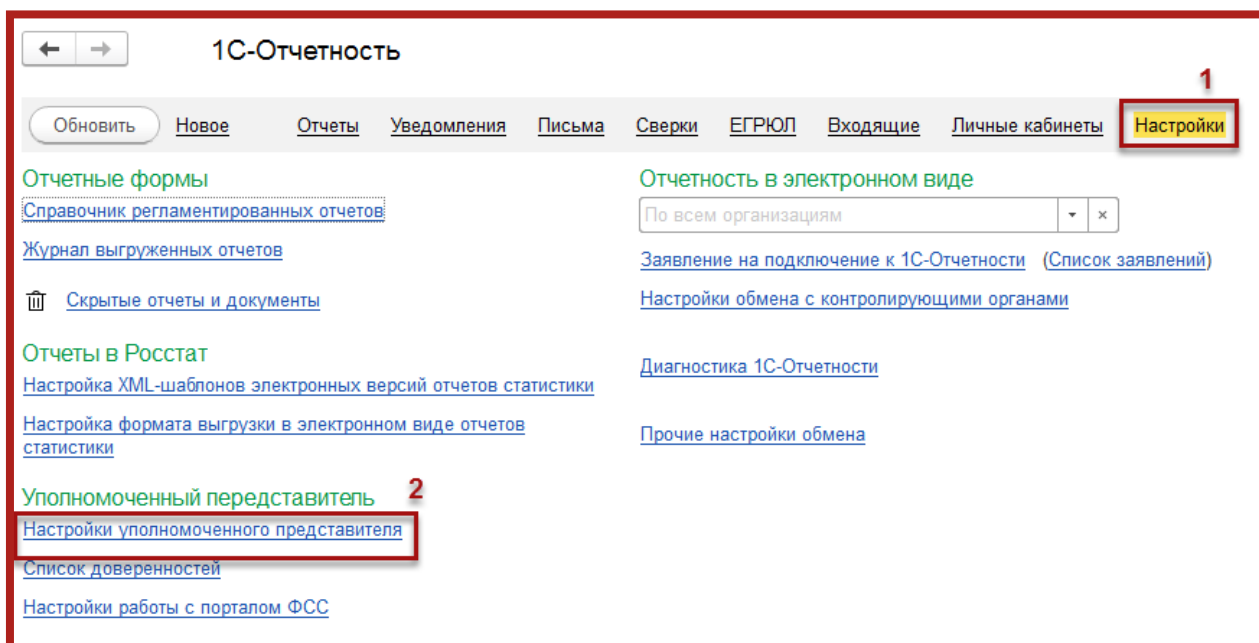 1С-Отчетность
1
Обновить Новое Отчеты Уведомления Письма Сверки ЕГРЮЛ Входящие Личные кабинеты Настройки
Отчетные формы
Справочник регламентированных отчетов
Журнал выгруженных отчетов
Скрытые отчеты и документы
Отчеты в Росстат
Настройка XML-шаблонов электронных версий отчетов статистики
Настройка формата выгрузки в электронном виде отчетов
статистики
Уполномоченный передставитель 2
Настройки уполномоченного представителя
Список доверенностей
Настройки работы с порталом ФСС
Отчетность в электронном виде
По всем организациям
Заявление на подключение к 1С-Отчетности (Список заявлений)
Настройки обмена с контролирующими органами
Диагностика 1С-Отчетности
Прочие настройки обмена